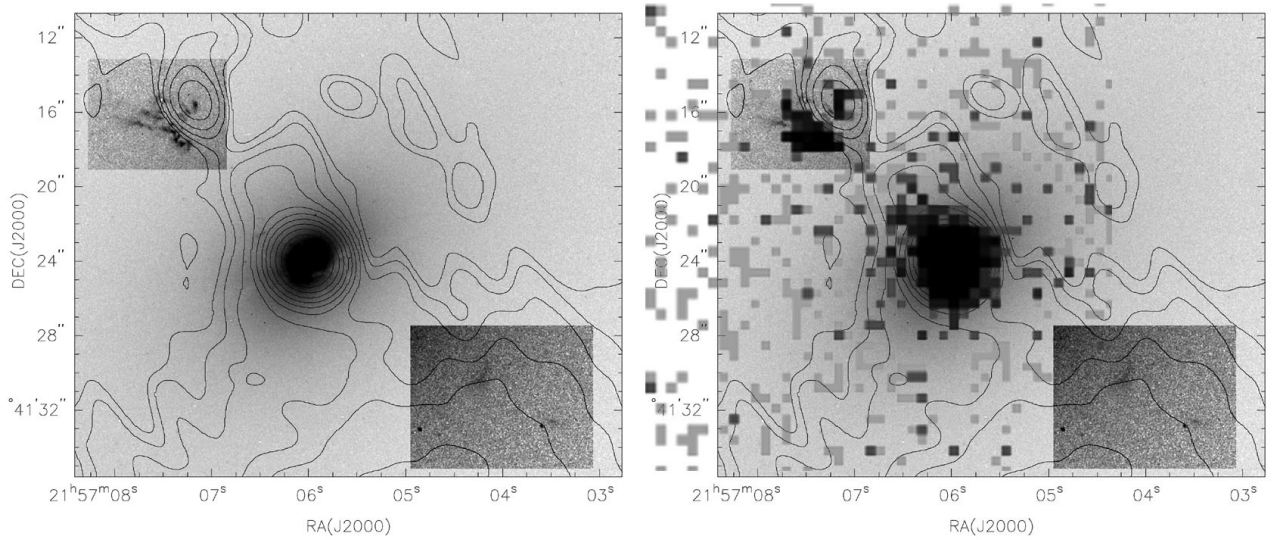 12"
16"
20"
24"
28"
°41'32"
DEC(J2000)
21ʰ57ᵐ08ˢ
07ˢ
06ˢ
05ˢ
04ˢ
03ˢ
RA(J2000)
12"
16"
20"
24"
28"
°41'32"
DEC(J2000)
21ʰ57ᵐ08ˢ
07ˢ
06ˢ
05ˢ
04ˢ
03ˢ
RA(J2000)